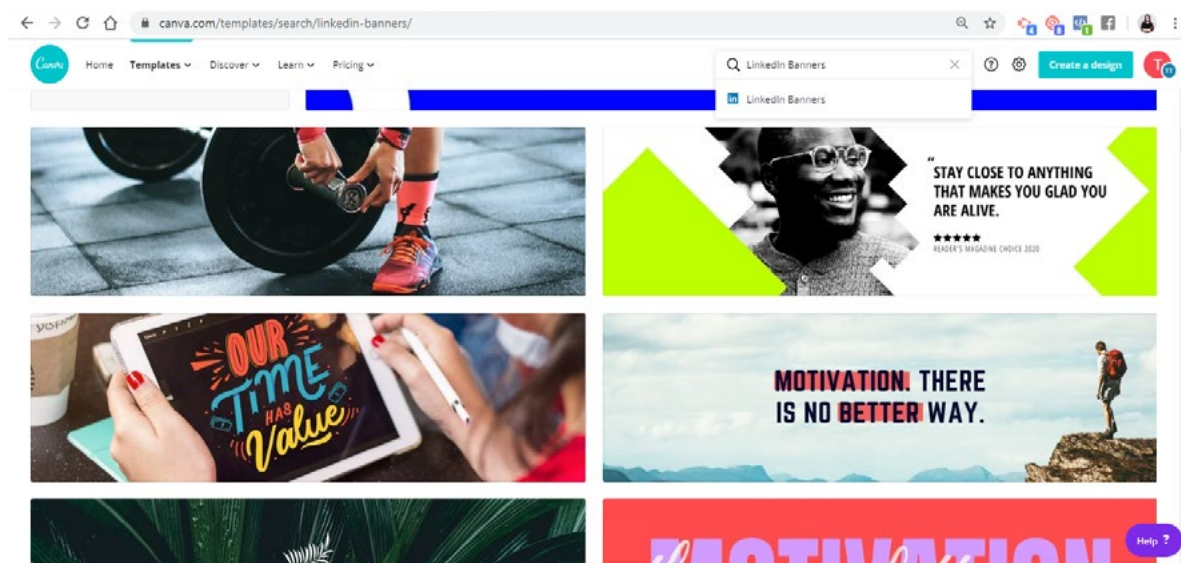 canva.com/templates/search/linkedin-banners/
Canva Home Templates Discover Learn Pricing LinkedIn Banners Create a design
LinkedIn Banners
STAY CLOSE TO ANYTHING
THAT MAKES YOU GLAD YOU
ARE ALIVE.
READER'S MAGAZINE CHOICE 2020
OUR
TIME
HAS
Value
MOTIVATION. THERE
IS NO BETTER WAY.
MOTIVATION
Help ?